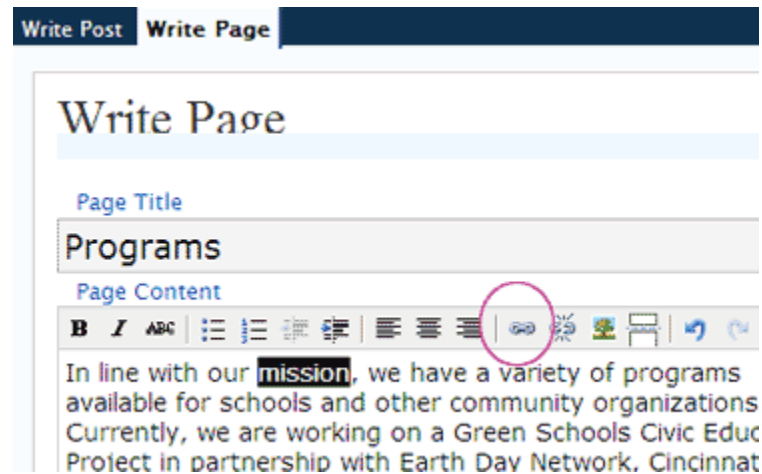 Write Post Write Page
Write Page
Page Title
Programs
Page Content
B I ABC
In line with our mission, we have a variety of programs
available for schools and other community organizations
Currently, we are working on a Green Schools Civic Educ
Project in partnership with Earth Day Network, Cincinnat